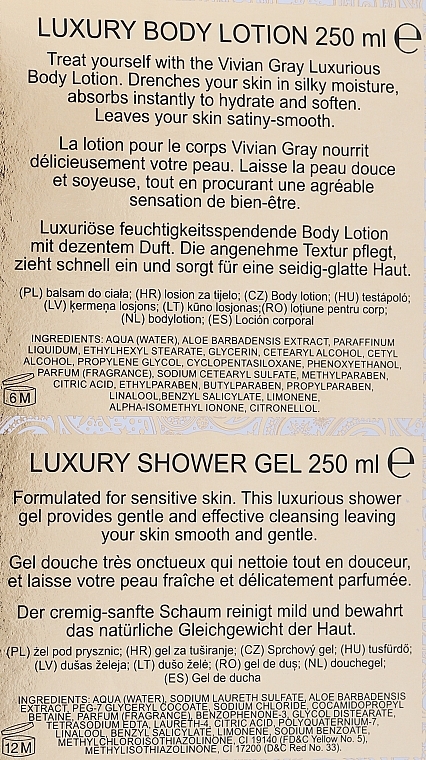 LUXURY BODY LOTION 250 ml ℮
Treat yourself with the Vivian Gray Luxurious
Body Lotion. Drenches your skin in silky moisture,
absorbs instantly to hydrate and soften.
Leaves your skin satiny-smooth.
La lotion pour le corps Vivian Gray nourrit
délicieusement votre peau. Laisse la peau douce
et soyeuse, tout en procurant une agréable
sensation de bien-être.
Luxuriöse feuchtigkeitsspendende Body Lotion
mit dezentem Duft. Die angenehme Textur pflegt,
zieht schnell ein und sorgt für eine seidig-glatte Haut.
(PL) balsam do ciała; (HR) losion za tijelo; (CZ) Body lotion; (HU) testápoló;
(LV) ķermeņa losjons; (LT) kūno losjonas;(RO) loțiune pentru corp;
(NL) bodylotion; (ES) Loción corporal
INGREDIENTS: AQUA (WATER), ALOE BARBADENSIS EXTRACT, PARAFFINUM
LIQUIDUM, ETHYLHEXYL STEARATE, GLYCERIN, CETEARYL ALCOHOL, CETYL
ALCOHOL, PROPYLENE GLYCOL, CYCLOPENTASILOXANE, PHENOXYETHANOL,
PARFUM (FRAGRANCE), SODIUM CETEARYL SULFATE, METHYLPARABEN,
CITRIC ACID, ETHYLPARABEN, BUTYLPARABEN, PROPYLPARABEN,
LINALOOL,BENZYL SALICYLATE, LIMONENE,
ALPHA-ISOMETHYL IONONE, CITRONELLOL.
6 M
LUXURY SHOWER GEL 250 ml ℮
Formulated for sensitive skin. This luxurious shower
gel provides gentle and effective cleansing leaving
your skin smooth and gentle.
Gel douche très onctueux qui nettoie tout en douceur,
et laisse votre peau fraîche et délicatement parfumée.
Der cremig-sanfte Schaum reinigt mild und bewahrt
das natürliche Gleichgewicht der Haut.
(PL) żel pod prysznic; (HR) gel za tuširanje; (CZ) Sprchový gel; (HU) tusfürdő;
(LV) dušas želeja; (LT) dušo želė; (RO) gel de duș; (NL) douchegel;
(ES) Gel de ducha
INGREDIENTS: AQUA (WATER), SODIUM LAURETH SULFATE, ALOE BARBADENSIS
EXTRACT, PEG-7 GLYCERYL COCOATE, SODIUM CHLORIDE, COCAMIDOPROPYL
BETAINE, PARFUM (FRAGRANCE), BENZOPHENONE-3, GLYCOL DISTEARATE,
TETRASODIUM EDTA, LAURETH-4, CITRIC ACID, POLYQUATERNIUM-7,
LINALOOL, BENZYL SALICYLATE, LIMONENE, SODIUM BENZOATE,
METHYLCHLOROISOTHIAZOLINONE, CI 19140 (FD&C Yellow No. 5),
METHYLISOTHIAZOLINONE, CI 17200 (D&C Red No. 33).
12 M